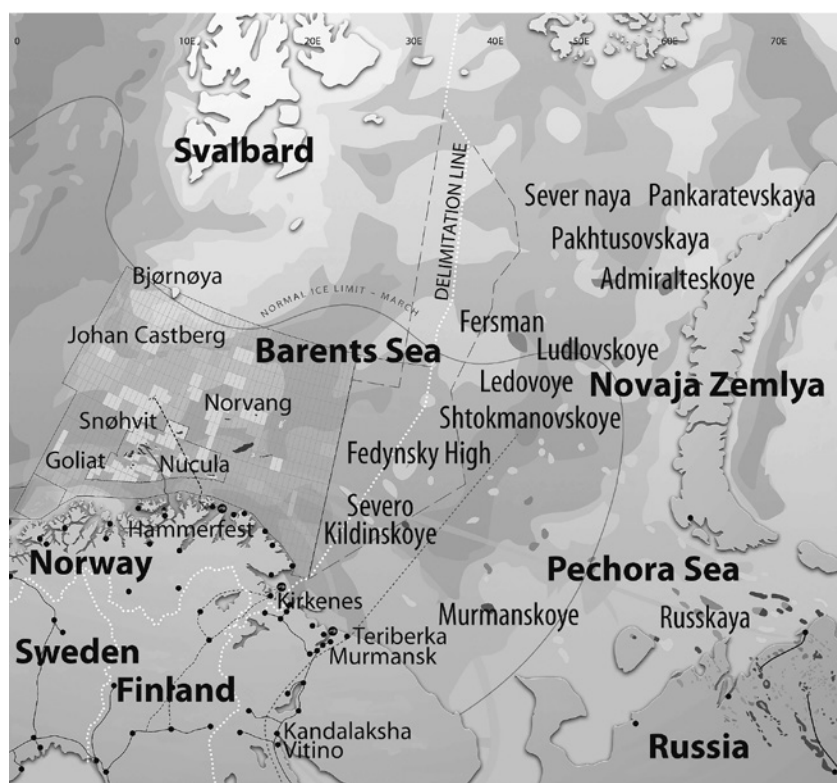 0 10E 20E 30E 40E 50E 60E 70E
Svalbard
DELIMITATION LINE
Sever naya Pankaratevskaya
Pakhtusovskaya
Admiralteskoye
Bjørnøya
NORMAL ICE LIMIT – MARCH
Johan Castberg
Barents Sea
Fersman
Ludlovskoye
Ledovoye
Novaja Zemlya
Norvang
Snøhvit
Shtokmanovskoye
Goliat
Nucula
Fedynsky High
Hammerfest
Severo
Kildinskoye
Norway
Pechora Sea
Kirkenes
Murmanskoye
Russkaya
Teriberka
Murmansk
Sweden
Finland
Kandalaksha
Vitino
Russia